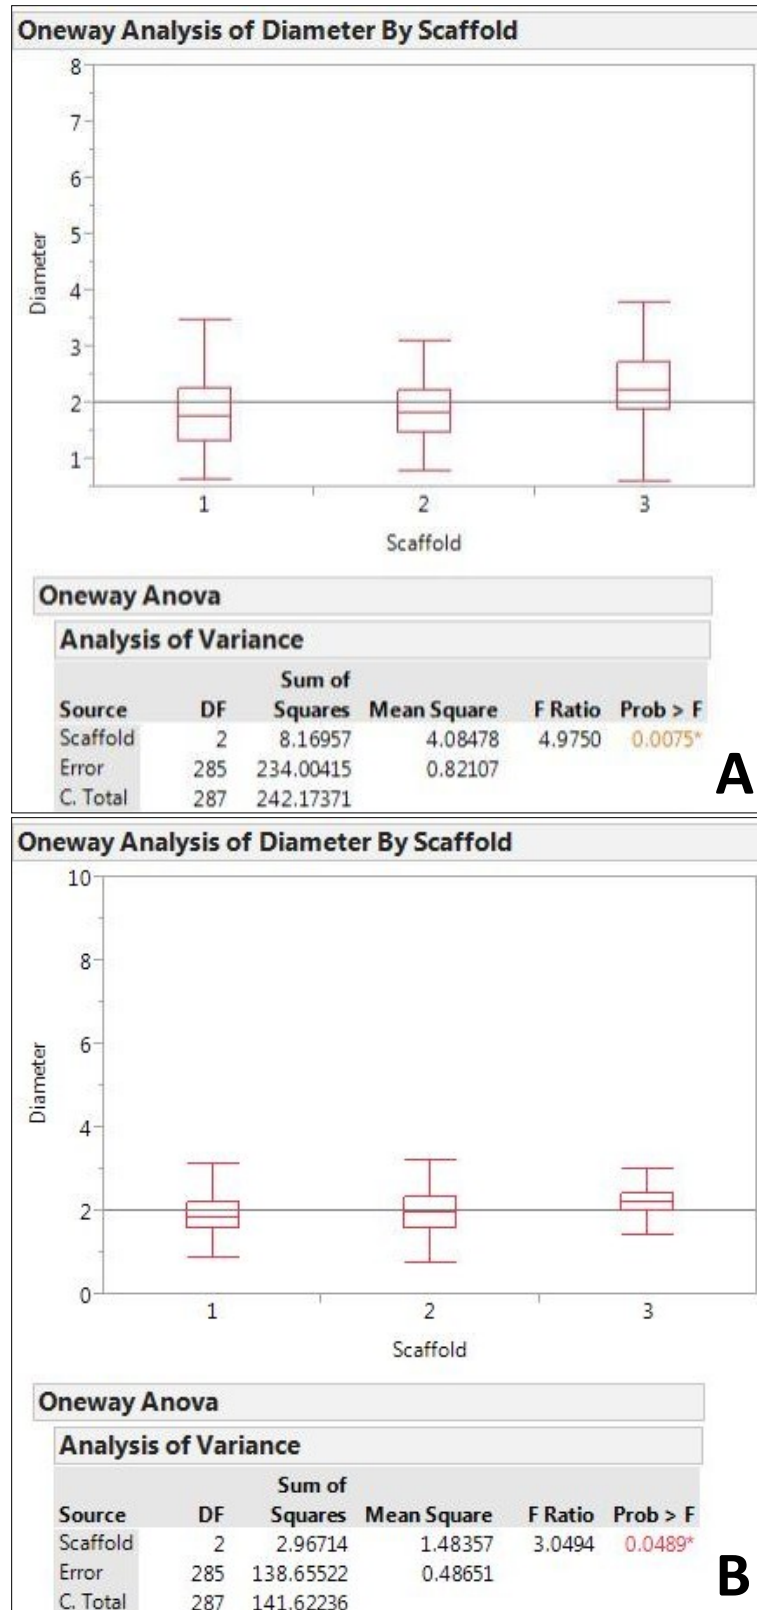 Oneway Analysis of Diameter By Scaffold
8
7
6
5
4
3
2
1
Diameter
1 2 3
Scaffold
Oneway Anova
Analysis of Variance
Sum of
Source DF Squares Mean Square F Ratio Prob > F
Scaffold 2 8.16957 4.08478 4.9750 0.0075*
Error 285 234.00415 0.82107
C. Total 287 242.17371
A
Oneway Analysis of Diameter By Scaffold
10
8
6
4
2
0
Diameter
1 2 3
Scaffold
Oneway Anova
Analysis of Variance
Sum of
Source DF Squares Mean Square F Ratio Prob > F
Scaffold 2 2.96714 1.48357 3.0494 0.0489*
Error 285 138.65522 0.48651
C. Total 287 141.62236
B